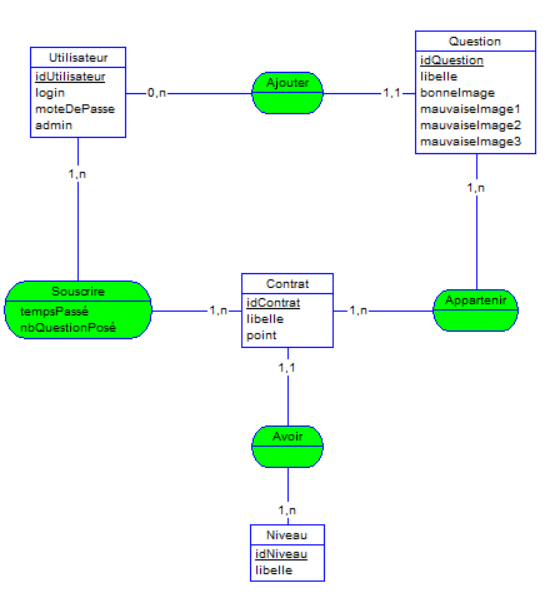 Utilisateur
idUtilisateur
login
moteDePasse
admin
0,n
Ajouter
1,1
Question
idQuestion
libelle
bonneImage
mauvaiseImage1
mauvaiseImage2
mauvaiseImage3
1,n
1,n
Souscrire
tempsPassé
nbQuestionPosé
1,n
Contrat
idContrat
libelle
point
1,n
Appartenir
1,1
Avoir
1,n
Niveau
idNiveau
libelle